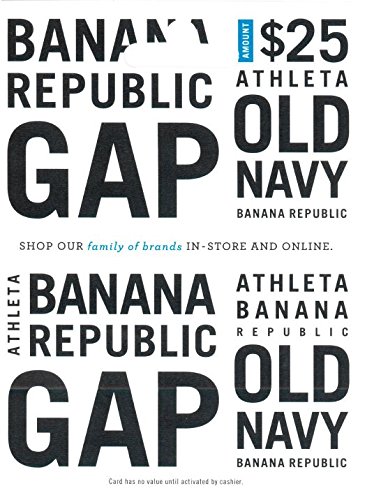 BANANA
REPUBLIC
GAP
AMOUNT $25
ATHLETA
OLD
NAVY
BANANA REPUBLIC
SHOP OUR family of brands IN-STORE AND ONLINE.
ATHLETA
BANANA
REPUBLIC
GAP
ATHLETA
BANANA
REPUBLIC
OLD
NAVY
BANANA REPUBLIC
Card has no value until activated by cashier.